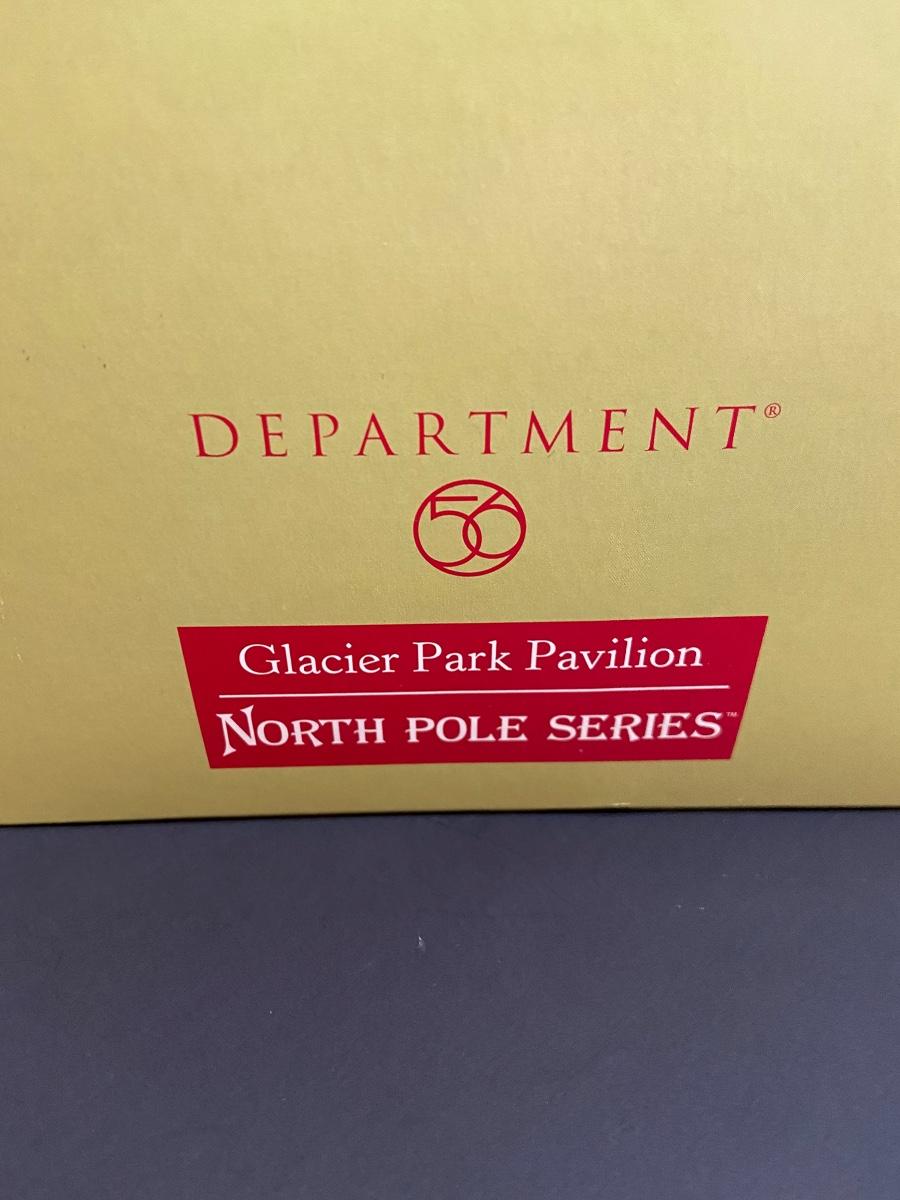 DEPARTMENT®
56
Glacier Park Pavilion
NORTH POLE SERIES™